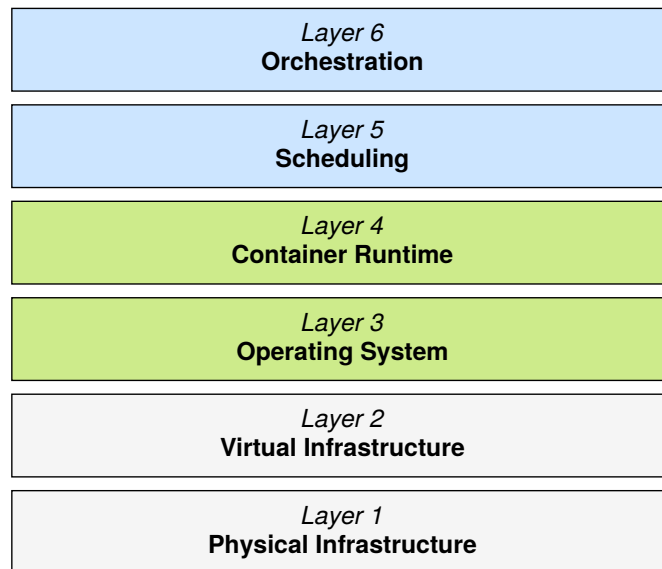 Layer 6
Orchestration
Layer 5
Scheduling
Layer 4
Container Runtime
Layer 3
Operating System
Layer 2
Virtual Infrastructure
Layer 1
Physical Infrastructure